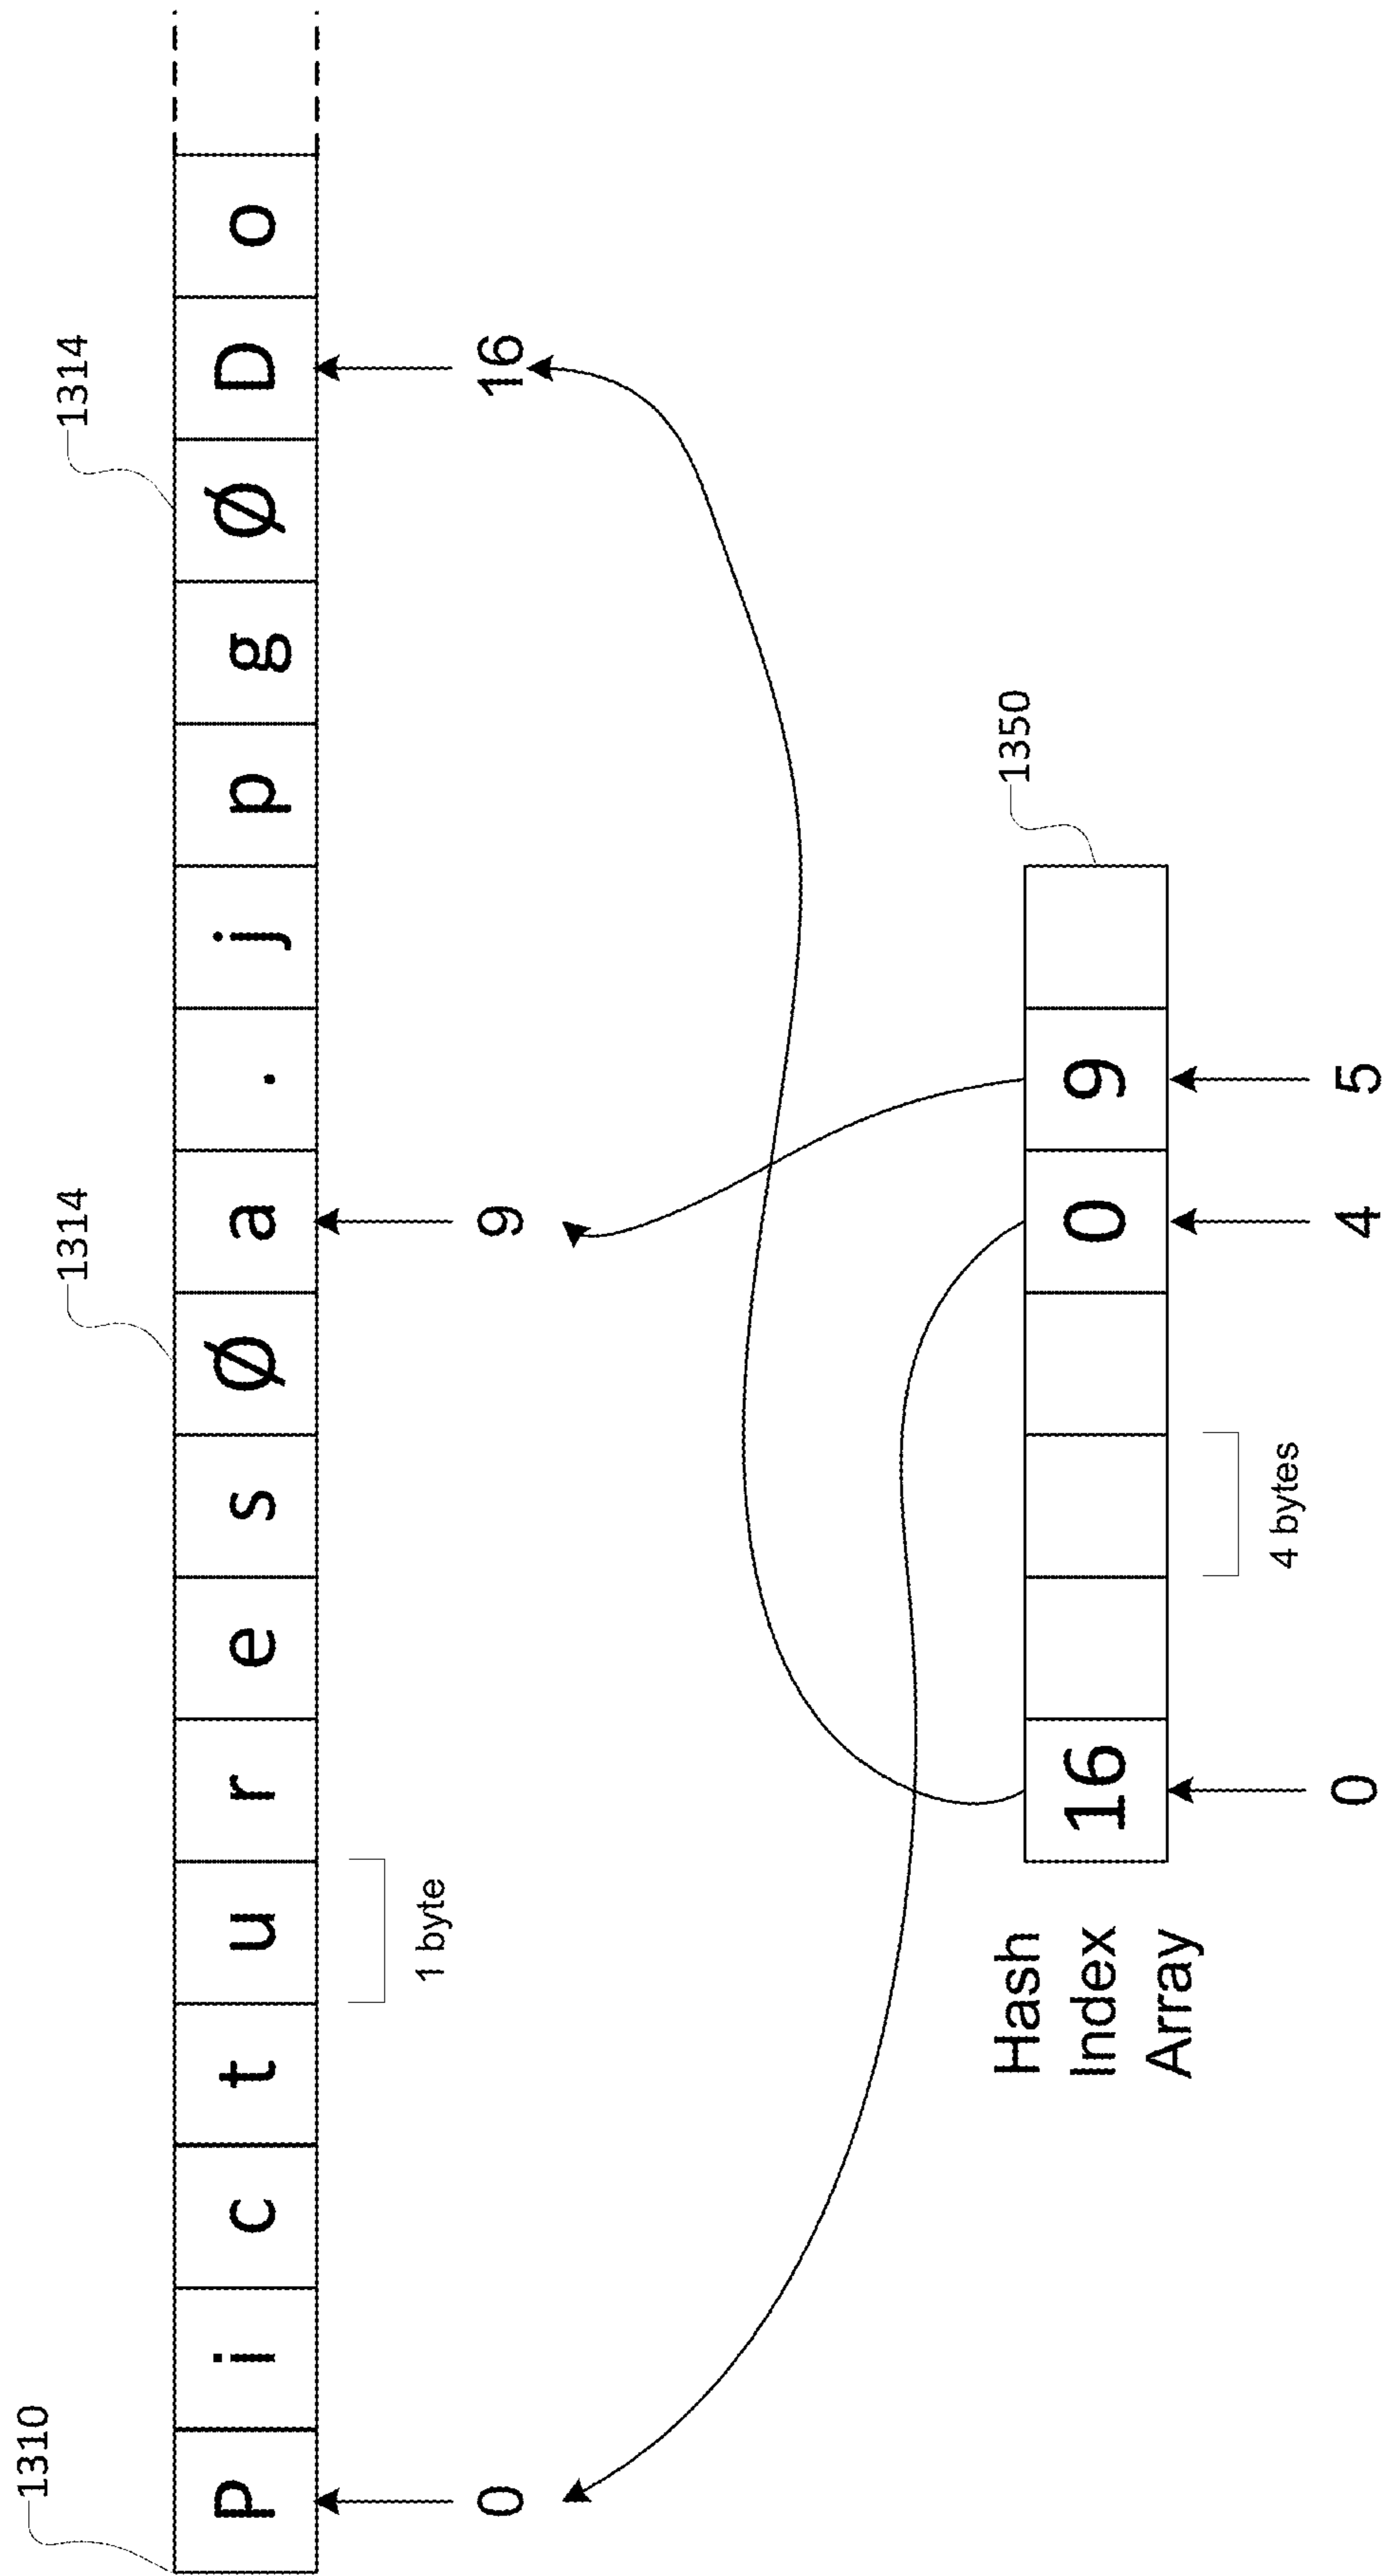 1310 1314 1314
P i c t u r e s Ø a . j p g Ø D o
1 byte
0 9 16
1350
Hash
Index
Array
16 0 9
4 bytes
0 4 5